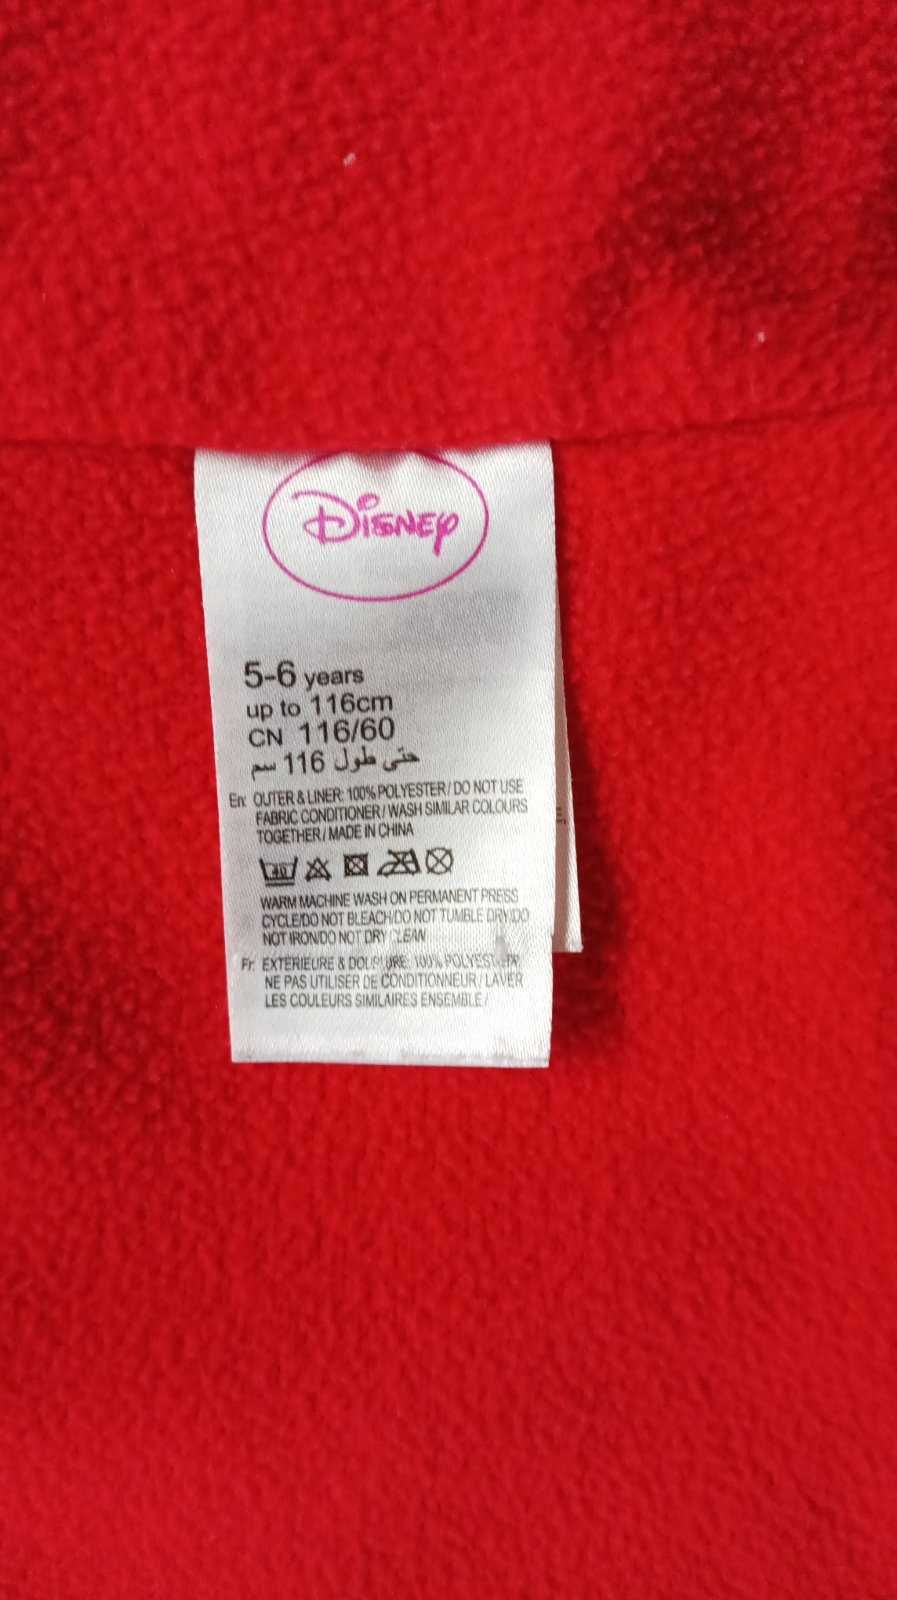 Disney
5-6 years
up to 116cm
CN 116/60
حتى طول 116 سم
En: OUTER & LINER: 100% POLYESTER / DO NOT USE
FABRIC CONDITIONER / WASH SIMILAR COLOURS
TOGETHER / MADE IN CHINA
40
WARM MACHINE WASH ON PERMANENT PRESS
CYCLE/DO NOT BLEACH/DO NOT TUMBLE DRY/DO
NOT IRON/DO NOT DRY CLEAN
Fr: EXTERIEURE & DOUBLURE: 100% POLYESTER
NE PAS UTILISER DE CONDITIONNEUR / LAVER
LES COULEURS SIMILAIRES ENSEMBLE /